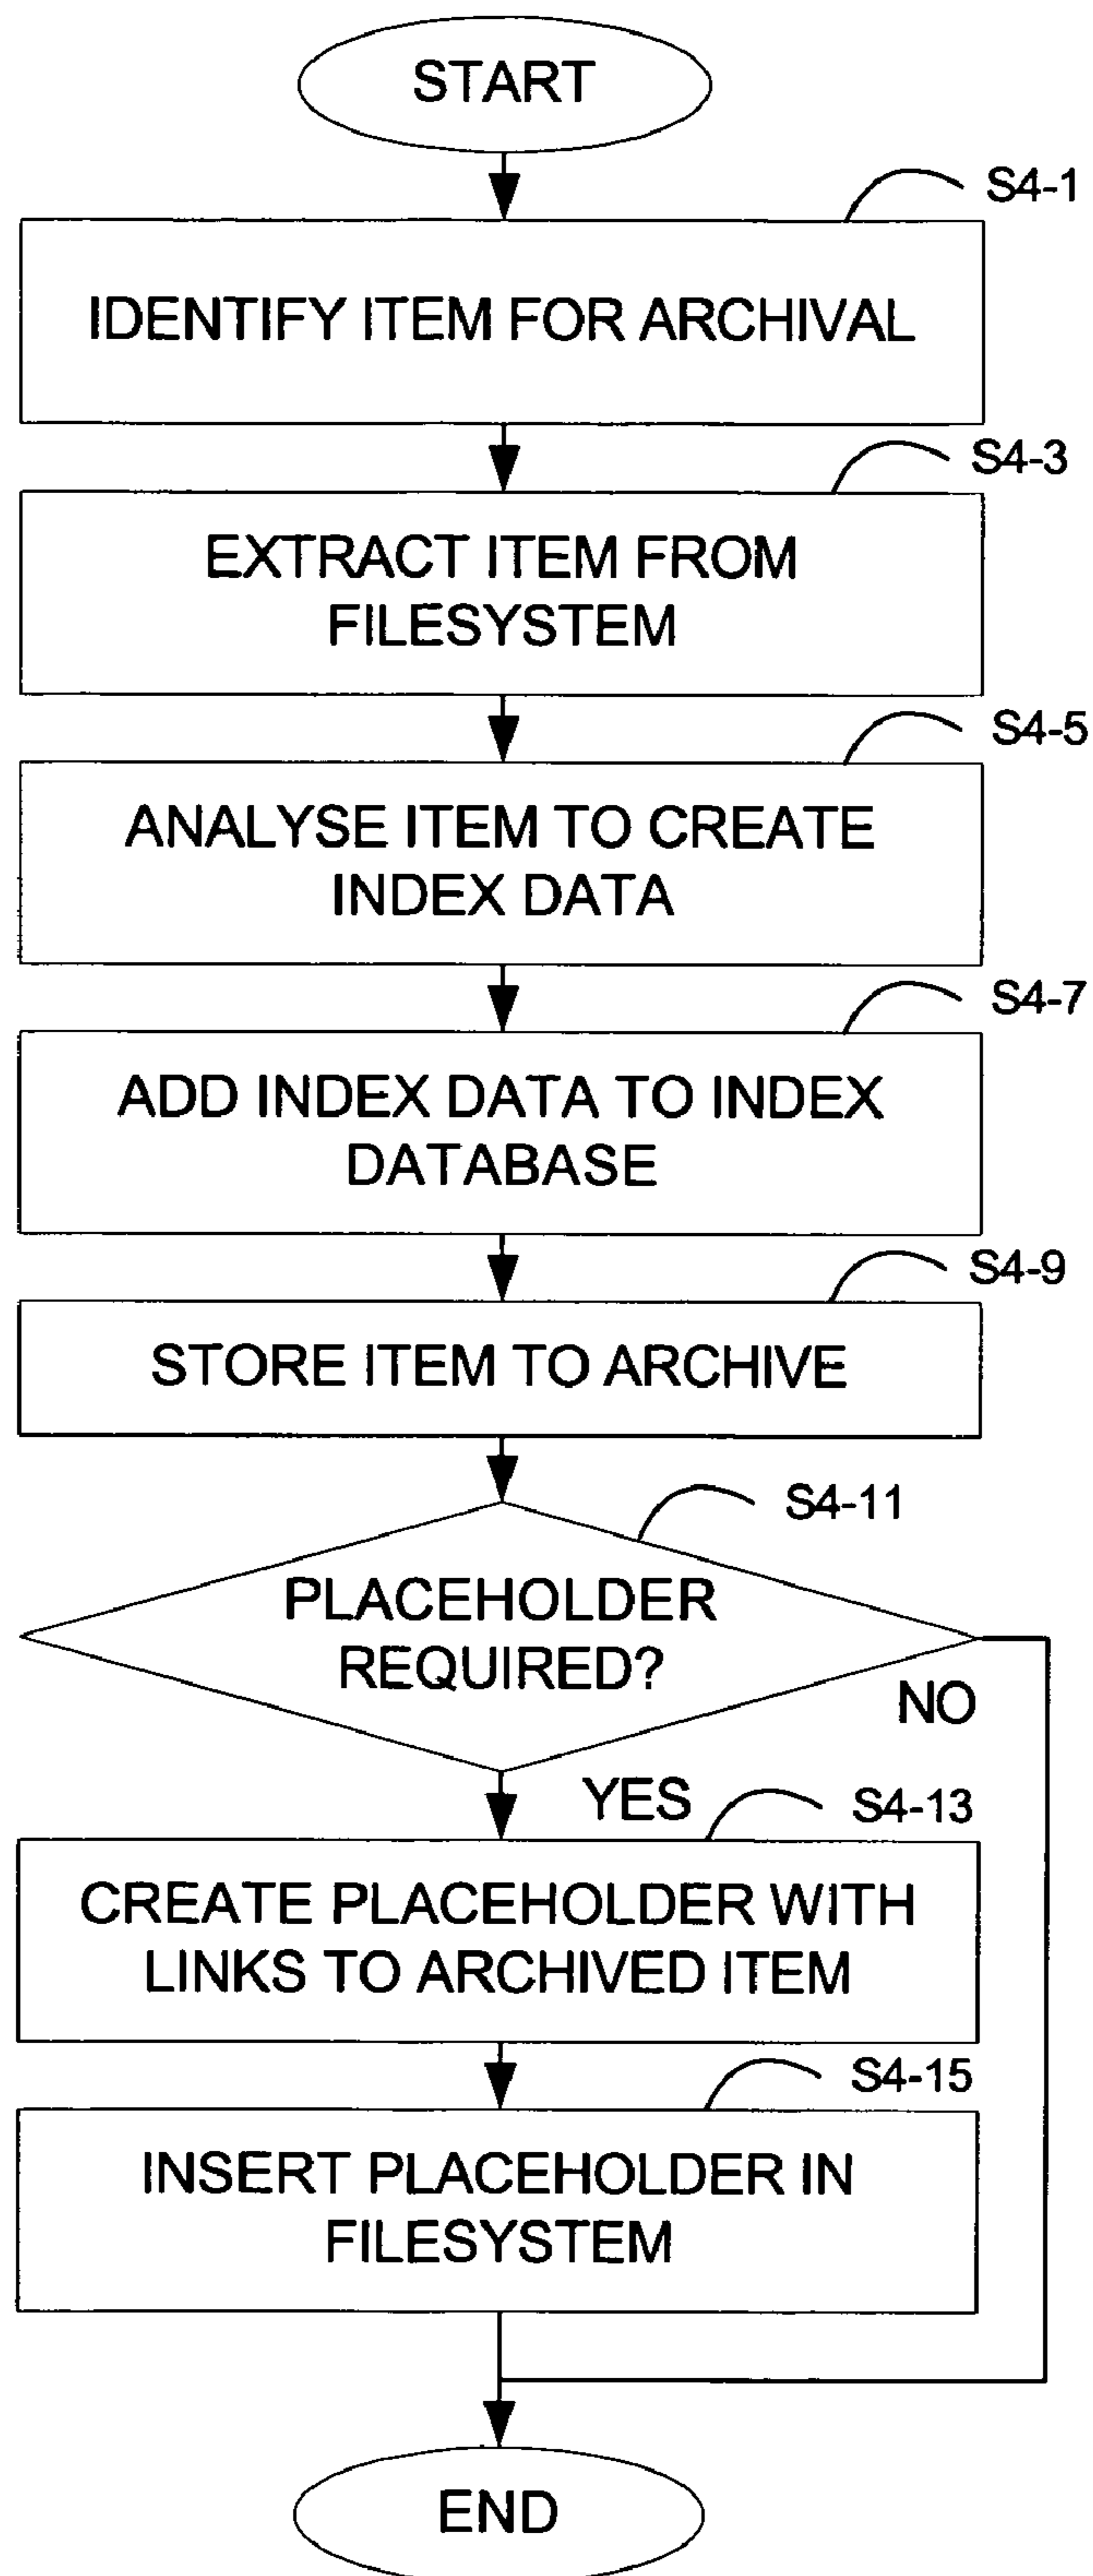 START
S4-1
IDENTIFY ITEM FOR ARCHIVAL
S4-3
EXTRACT ITEM FROM
FILESYSTEM
S4-5
ANALYSE ITEM TO CREATE
INDEX DATA
S4-7
ADD INDEX DATA TO INDEX
DATABASE
S4-9
STORE ITEM TO ARCHIVE
S4-11
PLACEHOLDER
REQUIRED?
NO
YES
S4-13
CREATE PLACEHOLDER WITH
LINKS TO ARCHIVED ITEM
S4-15
INSERT PLACEHOLDER IN
FILESYSTEM
END